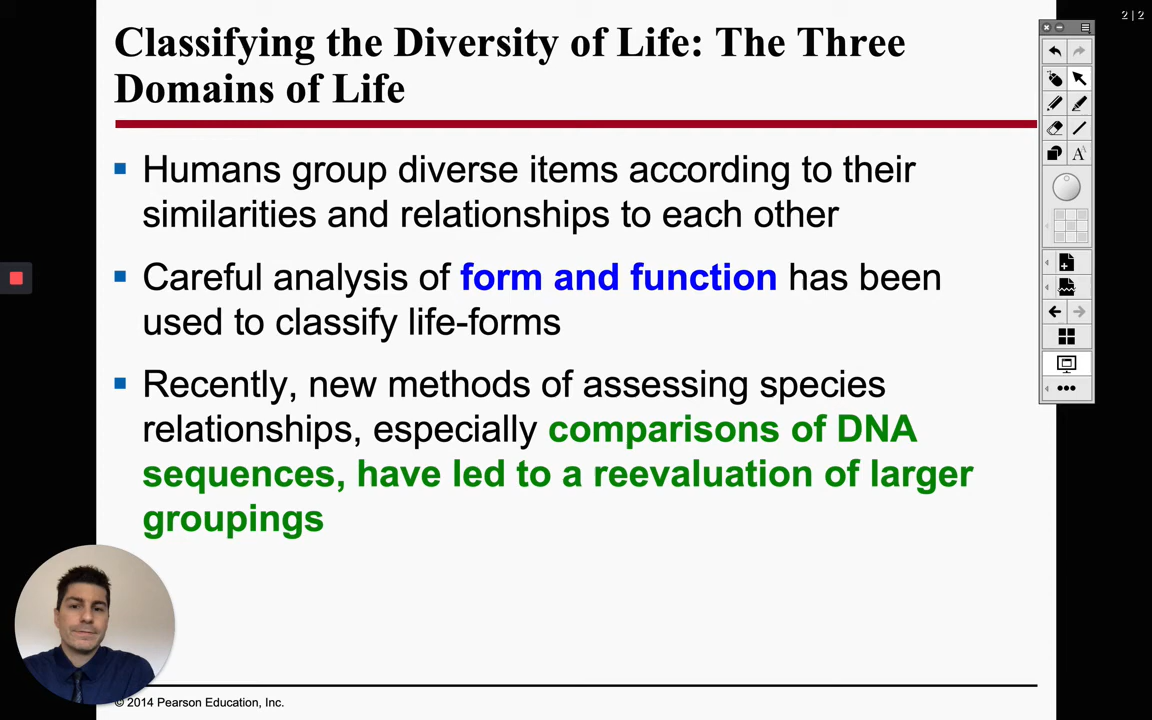 2 | 2
Classifying the Diversity of Life: The Three
Domains of Life
Humans group diverse items according to their
similarities and relationships to each other
Careful analysis of form and function has been
used to classify life-forms
Recently, new methods of assessing species
relationships, especially comparisons of DNA
sequences, have led to a reevaluation of larger
groupings
© 2014 Pearson Education, Inc.
A